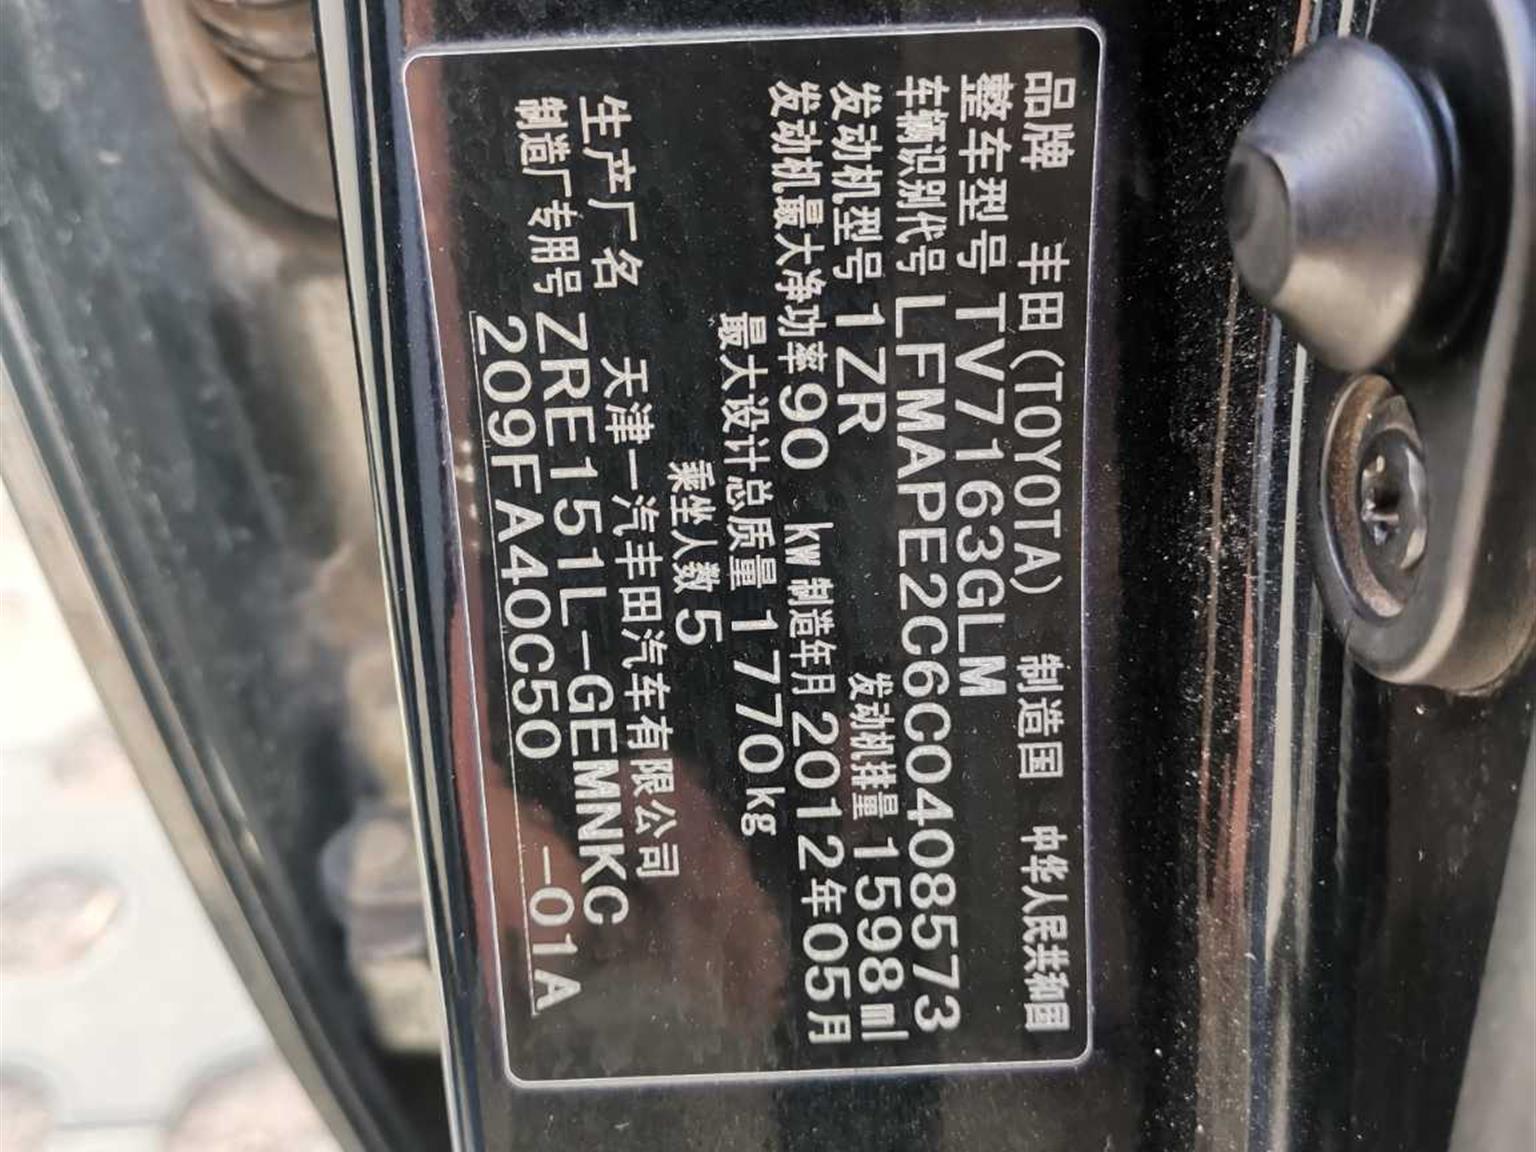 品牌 丰田(TOYOTA) 制造国 中华人民共和国
整车型号 TV7163GLM
车辆识别代号 LFMAPE2C6C0408573
发动机型号 1ZR 发动机排量 1598ml
发动机最大净功率 90 kW 制造年月 2012年05月
最大设计总质量 1770kg
乘坐人数 5
生产厂名 天津一汽丰田汽车有限公司
制造厂专用号 ZRE151L-GEMNKC
209FA40C50 -01A